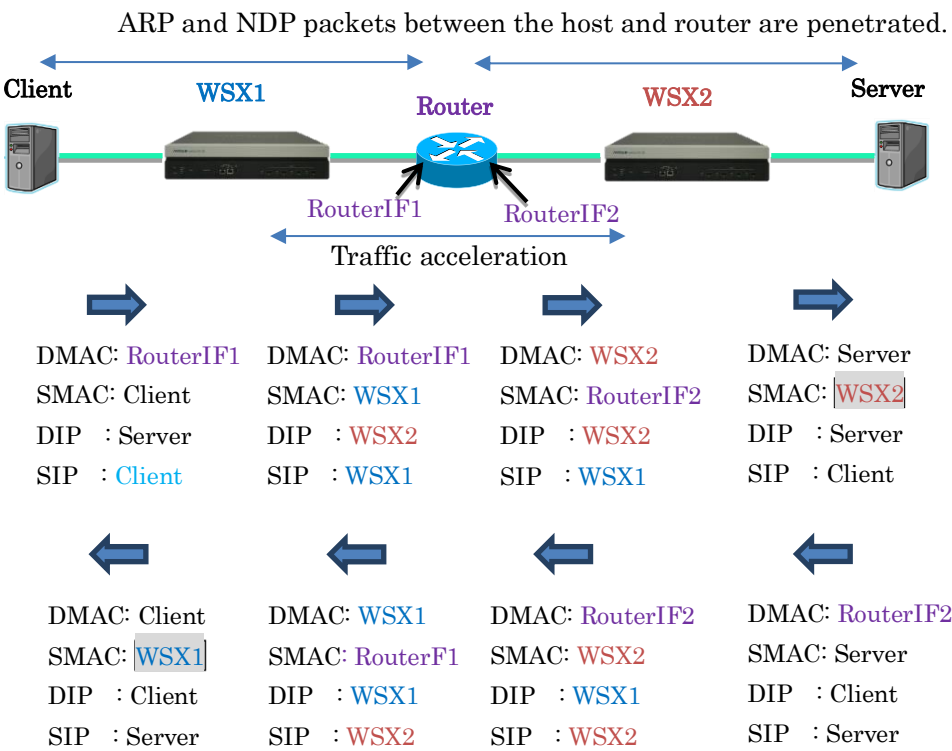 ARP and NDP packets between the host and router are penetrated.
Client
WSX1
Router
WSX2
Server
RouterIF1
RouterIF2
Traffic acceleration
DMAC: RouterIF1
SMAC: Client
DIP : Server
SIP : Client
DMAC: RouterIF1
SMAC: WSX1
DIP : WSX2
SIP : WSX1
DMAC: WSX2
SMAC: RouterIF2
DIP : WSX2
SIP : WSX1
DMAC: Server
SMAC: WSX2
DIP : Server
SIP : Client
DMAC: Client
SMAC: WSX1
DIP : Client
SIP : Server
DMAC: WSX1
SMAC: RouterF1
DIP : WSX1
SIP : WSX2
DMAC: RouterIF2
SMAC: WSX2
DIP : WSX1
SIP : WSX2
DMAC: RouterIF2
SMAC: Server
DIP : Client
SIP : Server